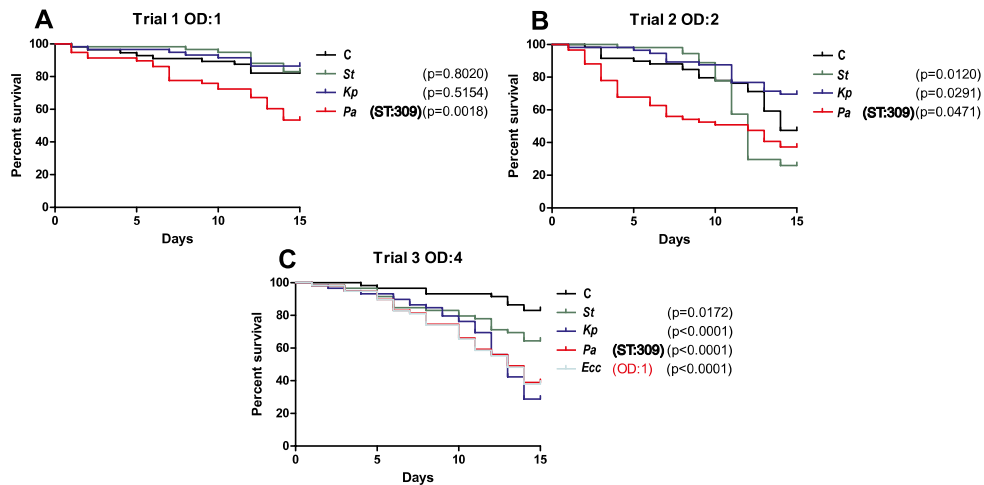 A
Trial 1 OD:1
Percent survival
100
80
60
40
20
0
0 5 10 15
Days
C
St (p=0.8020)
Kp (p=0.5154)
Pa (ST:309) (p=0.0018)
B
Trial 2 OD:2
Percent survival
100
80
60
40
20
0
0 5 10 15
Days
C
St (p=0.0120)
Kp (p=0.0291)
Pa (ST:309) (p=0.0471)
C
Trial 3 OD:4
Percent survival
100
80
60
40
20
0
0 5 10 15
Days
C
St (p=0.0172)
Kp (p<0.0001)
Pa (ST:309) (p<0.0001)
Ecc (OD:1) (p<0.0001)